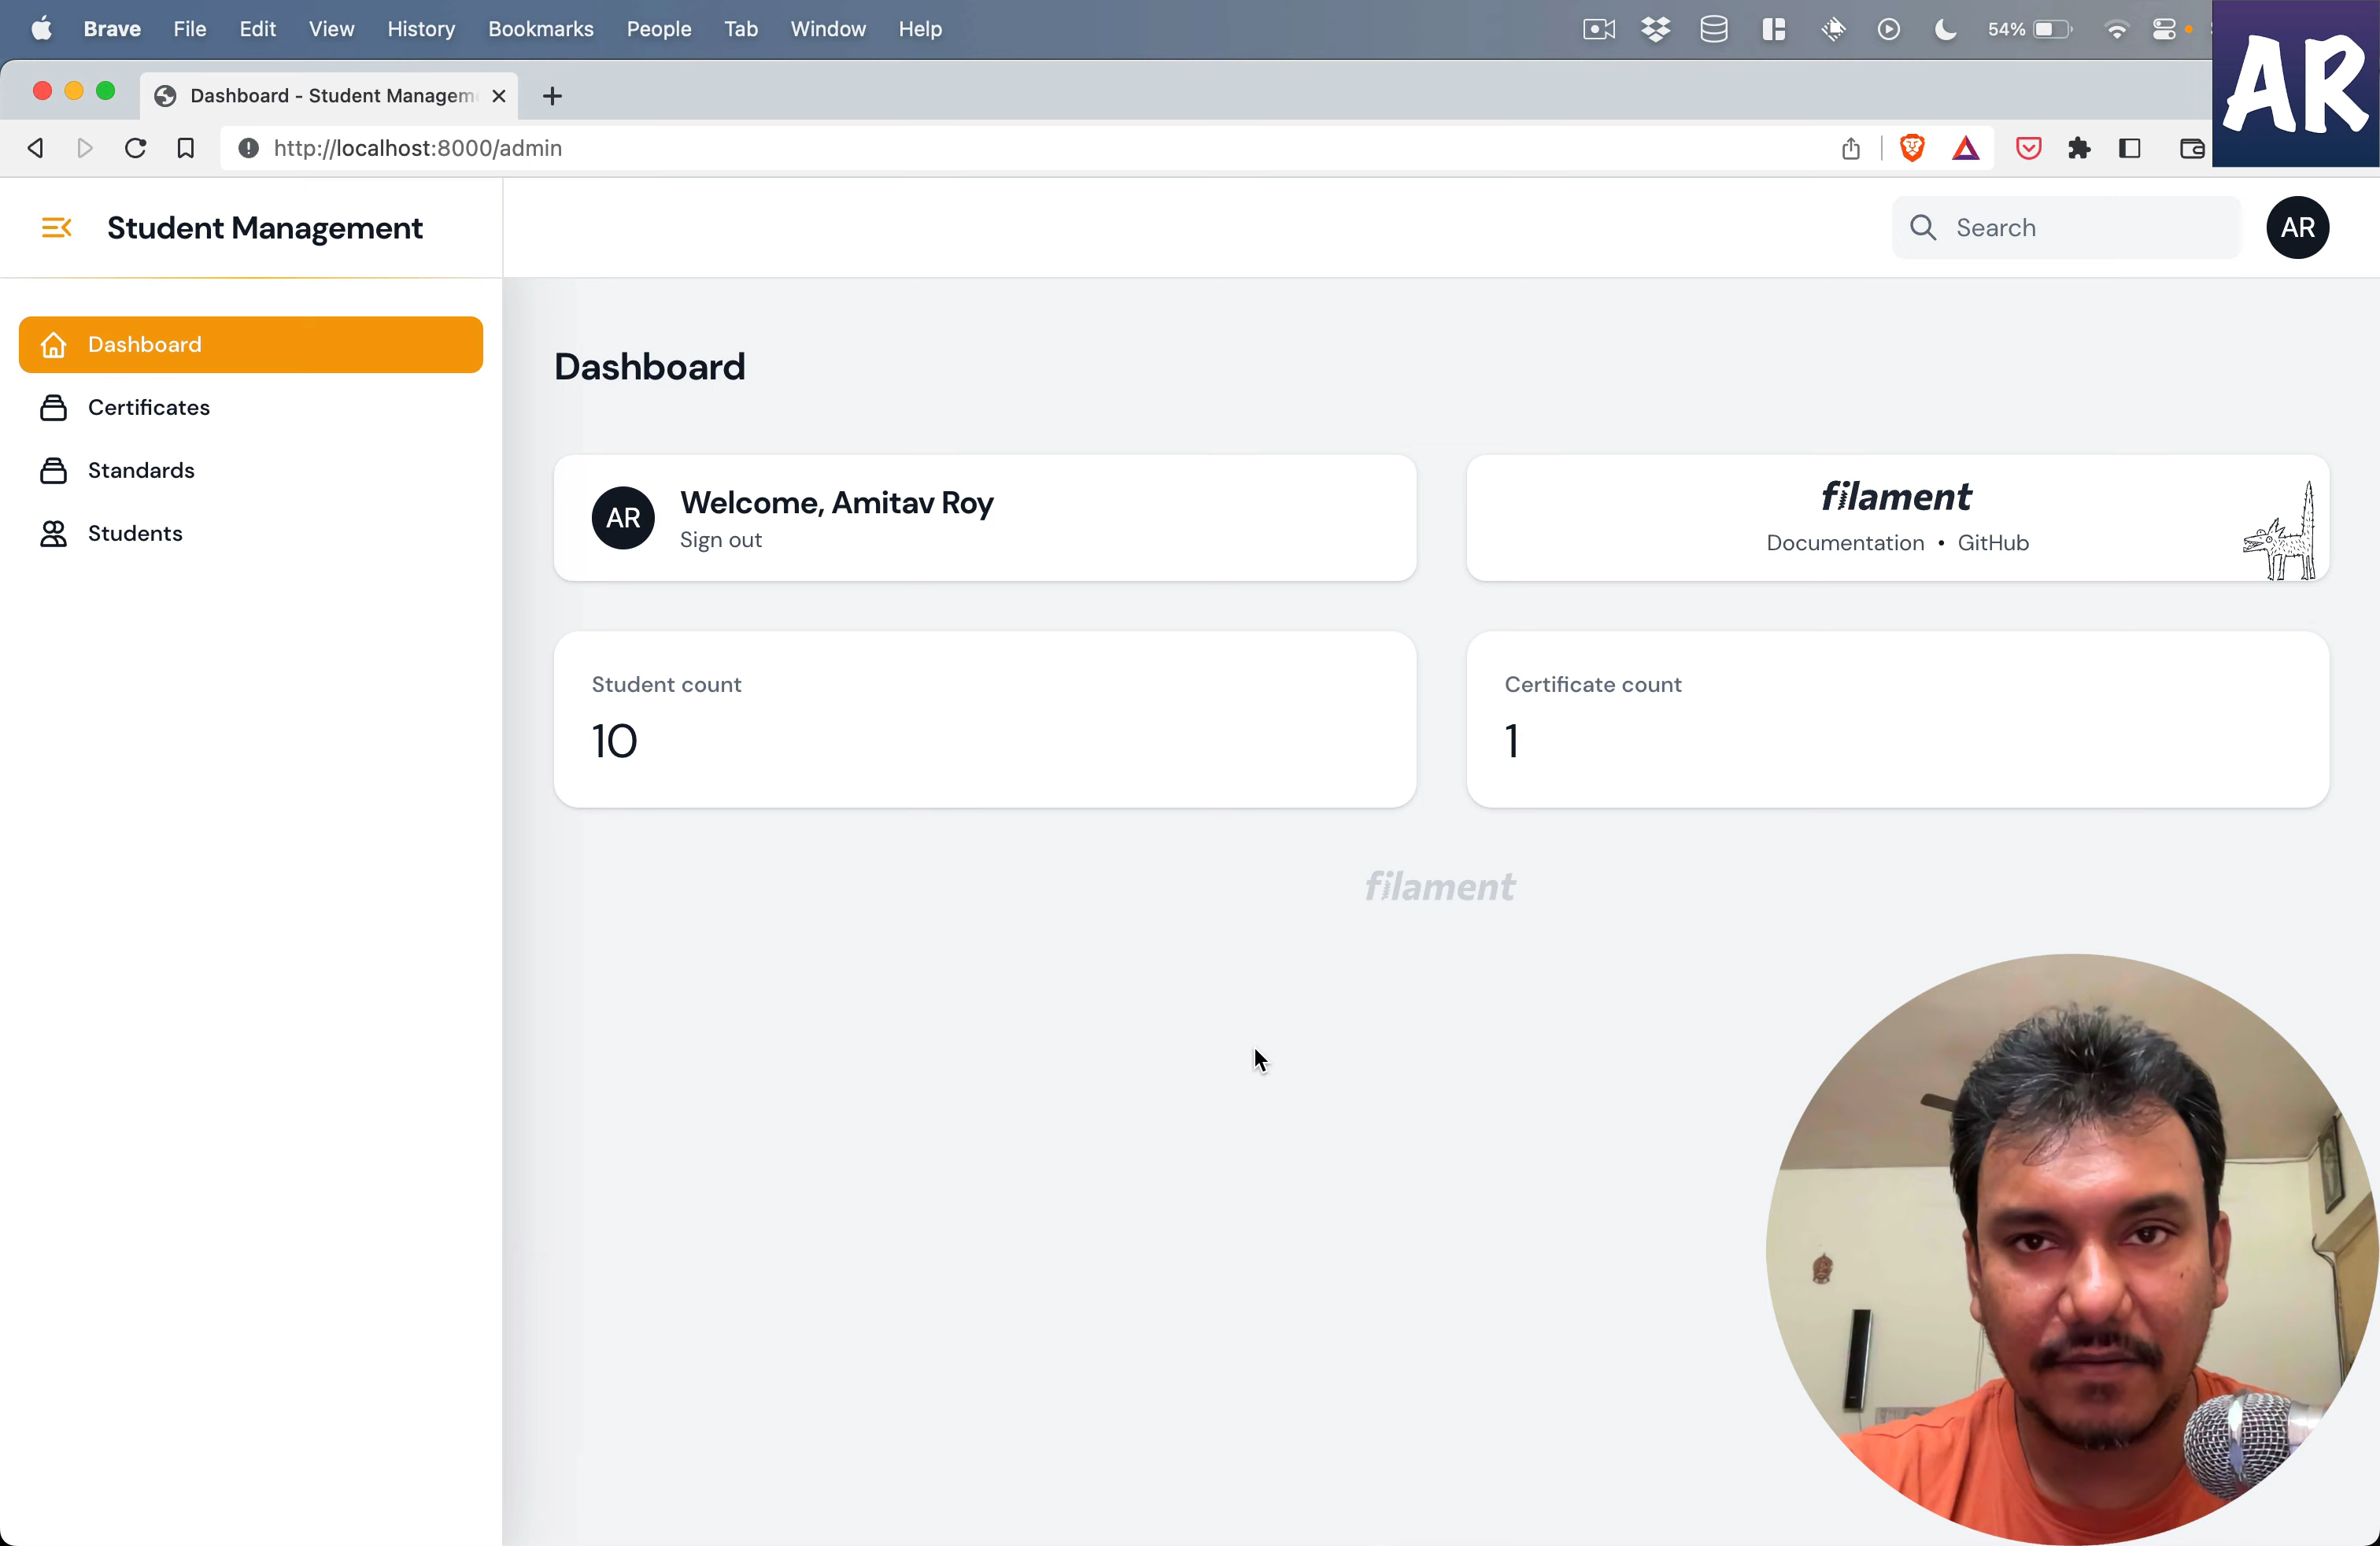 Brave File Edit View History Bookmarks People Tab Window Help 54%
AR
Dashboard - Student Managem
http://localhost:8000/admin
Student Management
Search
AR
Dashboard
Certificates
Standards
Students
Dashboard
AR
Welcome, Amitav Roy
Sign out
filament
Documentation • GitHub
Student count
10
Certificate count
1
filament